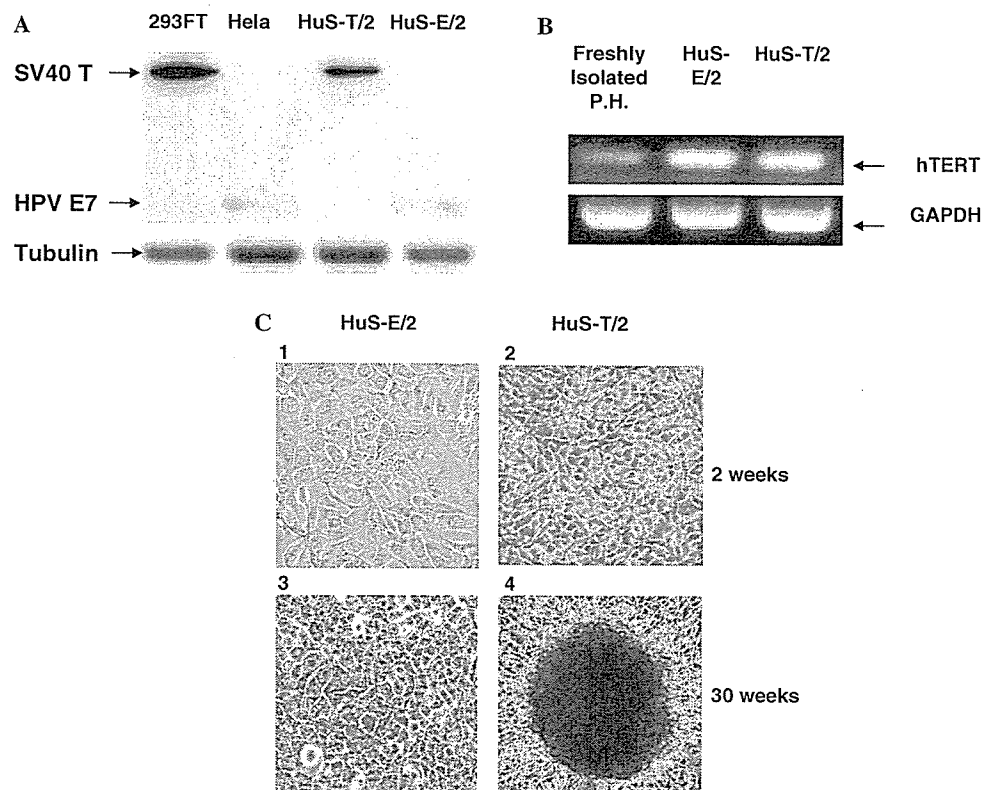 A
293FT Hela HuS-T/2 HuS-E/2
SV40 T
HPV E7
Tubulin
B
Freshly
Isolated
P.H.
HuS-
E/2
HuS-T/2
hTERT
GAPDH
C
HuS-E/2 HuS-T/2
1
2
2 weeks
3
4
30 weeks